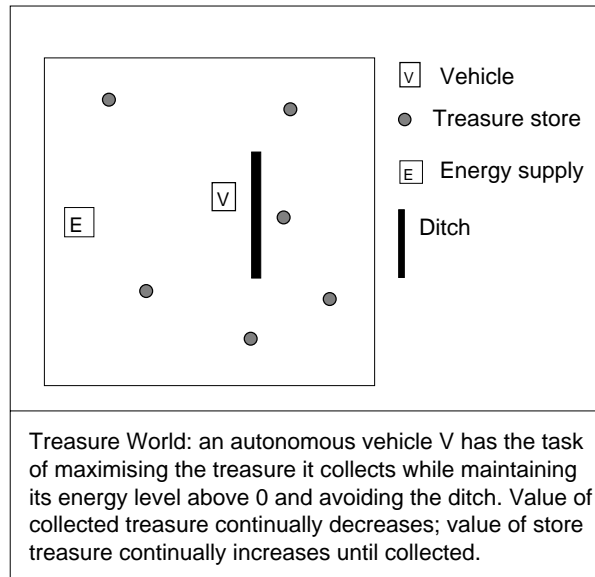 V Vehicle
Treasure store
V
E Energy supply
E
Ditch
Treasure World: an autonomous vehicle V has the task
of maximising the treasure it collects while maintaining
its energy level above 0 and avoiding the ditch. Value of
collected treasure continually decreases; value of store
treasure continually increases until collected.